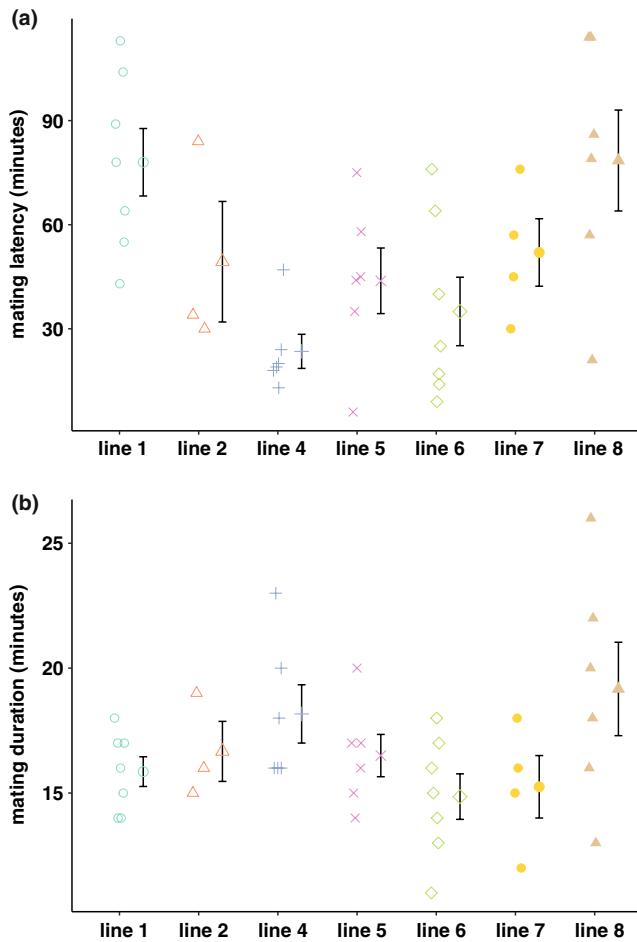 (a)
mating latency (minutes)
90
60
30
line 1 line 2 line 4 line 5 line 6 line 7 line 8
(b)
mating duration (minutes)
25
20
15
line 1 line 2 line 4 line 5 line 6 line 7 line 8